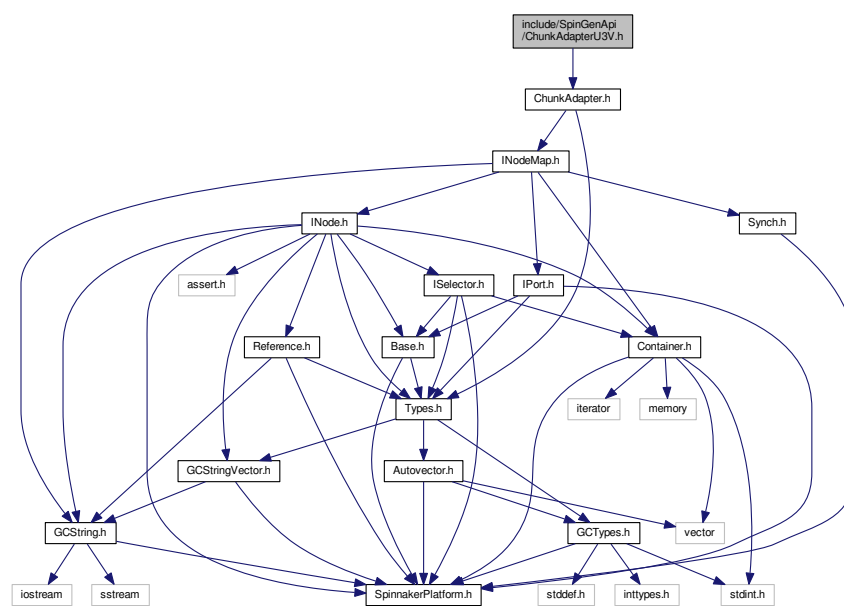 include/SpinGenApi
/ChunkAdapterU3V.h
ChunkAdapter.h
INodeMap.h
INode.h
Synch.h
assert.h
ISelector.h
IPort.h
Reference.h
Base.h
Container.h
Types.h
iterator
memory
GCStringVector.h
Autovector.h
GCString.h
GCTypes.h
vector
iostream
sstream
SpinnakerPlatform.h
stddef.h
inttypes.h
stdint.h